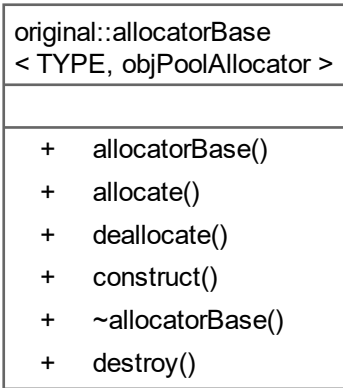 original::allocatorBase
< TYPE, objPoolAllocator >
+ allocatorBase()
+ allocate()
+ deallocate()
+ construct()
+ ~allocatorBase()
+ destroy()